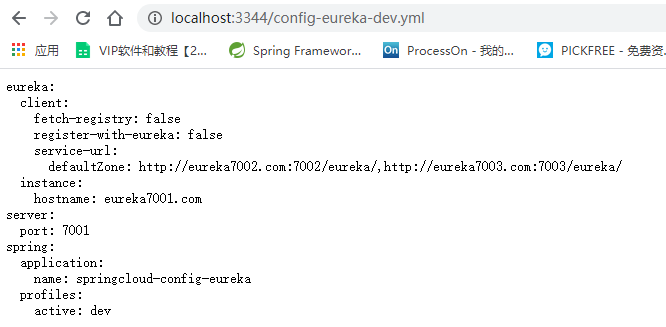 localhost:3344/config-eureka-dev.yml
应用 VIP软件和教程【2... Spring Framewor... On ProcessOn - 我的... PICKFREE - 免费资.
eureka:
  client:
    fetch-registry: false
    register-with-eureka: false
    service-url:
      defaultZone: http://eureka7002.com:7002/eureka/,http://eureka7003.com:7003/eureka/
  instance:
    hostname: eureka7001.com
server:
  port: 7001
spring:
  application:
    name: springcloud-config-eureka
  profiles:
    active: dev